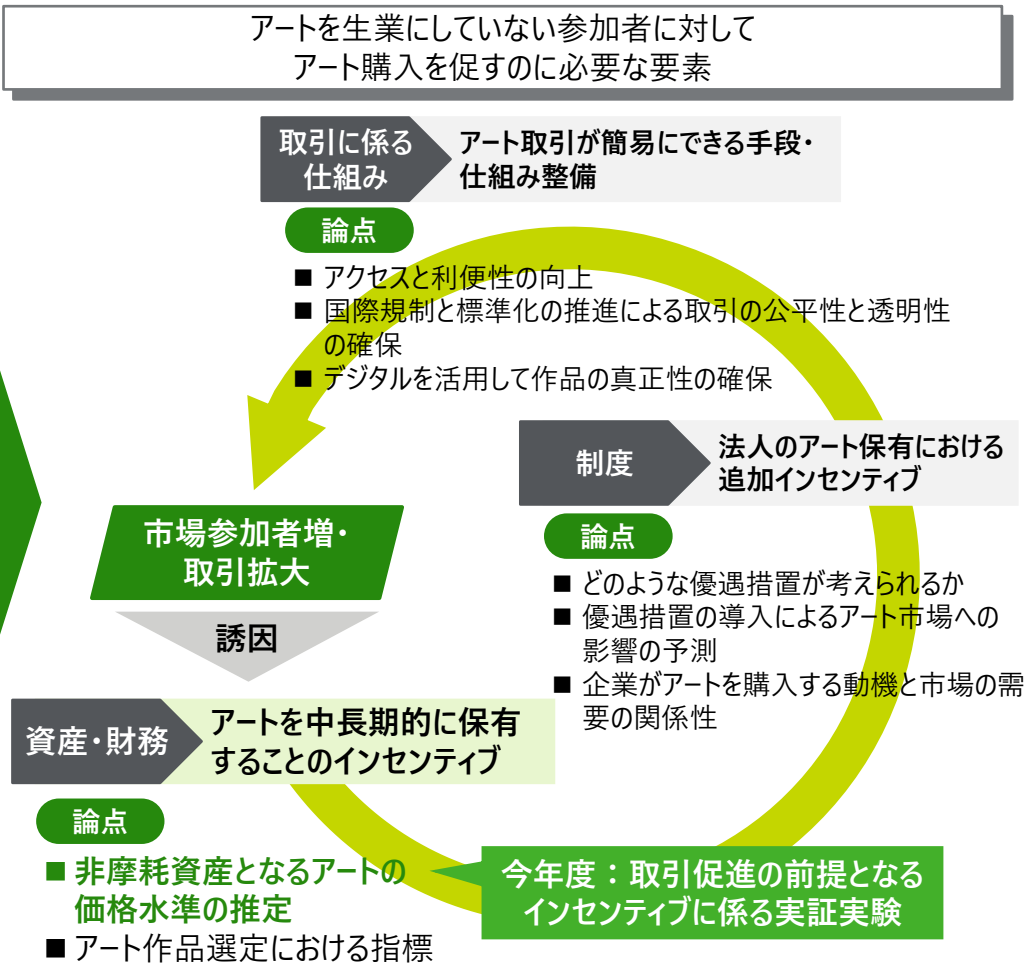 アートを生業にしていない参加者に対して
アート購入を促すのに必要な要素
取引に係る
仕組み
アート取引が簡易にできる手段・
仕組み整備
論点
■ アクセスと利便性の向上
■ 国際規制と標準化の推進による取引の公平性と透明性
の確保
■ デジタルを活用して作品の真正性の確保
制度
法人のアート保有における
追加インセンティブ
論点
■ どのような優遇措置が考えられるか
■ 優遇措置の導入によるアート市場への
影響の予測
■ 企業がアートを購入する動機と市場の需
要の関係性
市場参加者増・
取引拡大
誘因
資産・財務
アートを中長期的に保有
することのインセンティブ
論点
■ 非摩耗資産となるアートの
価格水準の推定
■ アート作品選定における指標
今年度：取引促進の前提となる
インセンティブに係る実証実験